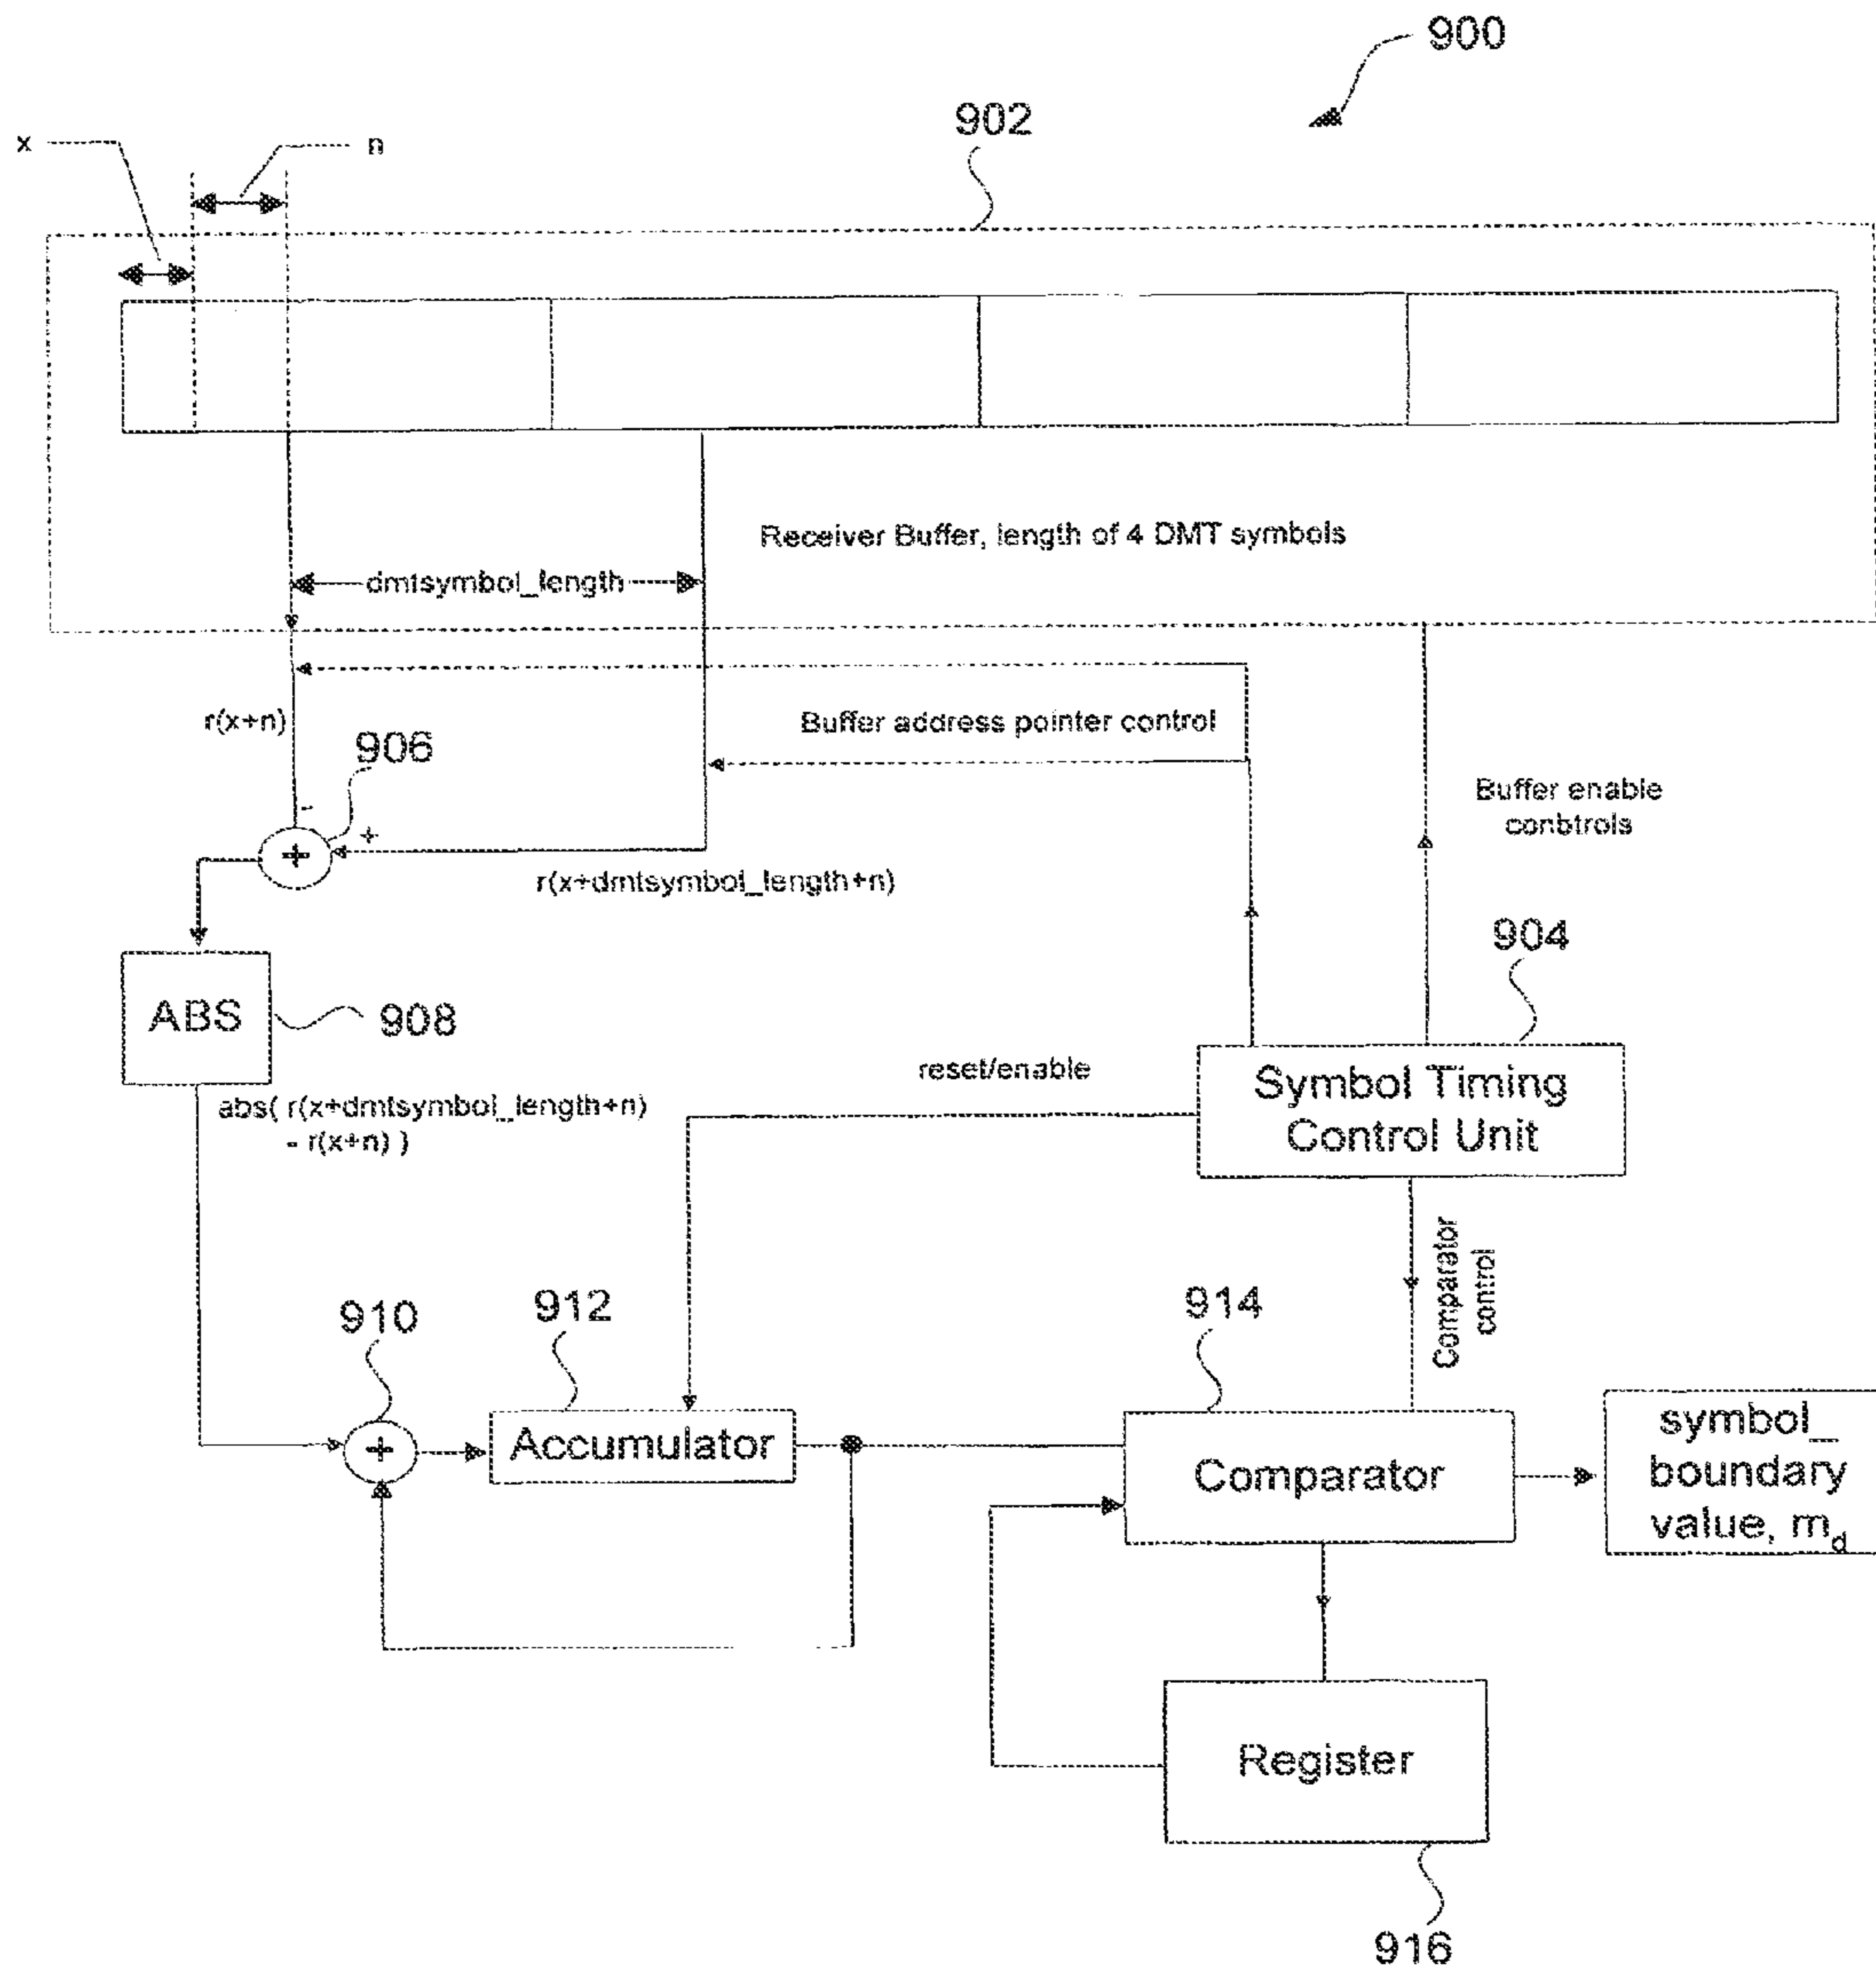 900
902
x
n
Receiver Buffer, length of 4 DMT symbols
dmtsymbol_length
r(x+n)
Buffer address pointer control
906
-
+
+
Buffer enable
conbtrols
r(x+dmtsymbol_length+n)
904
ABS
908
reset/enable
Symbol Timing
Control Unit
abs( r(x+dmtsymbol_length+n)
- r(x+n) )
Comparator
control
910
912
914
+
Accumulator
Comparator
symbol_
boundary
value, m_d
Register
916